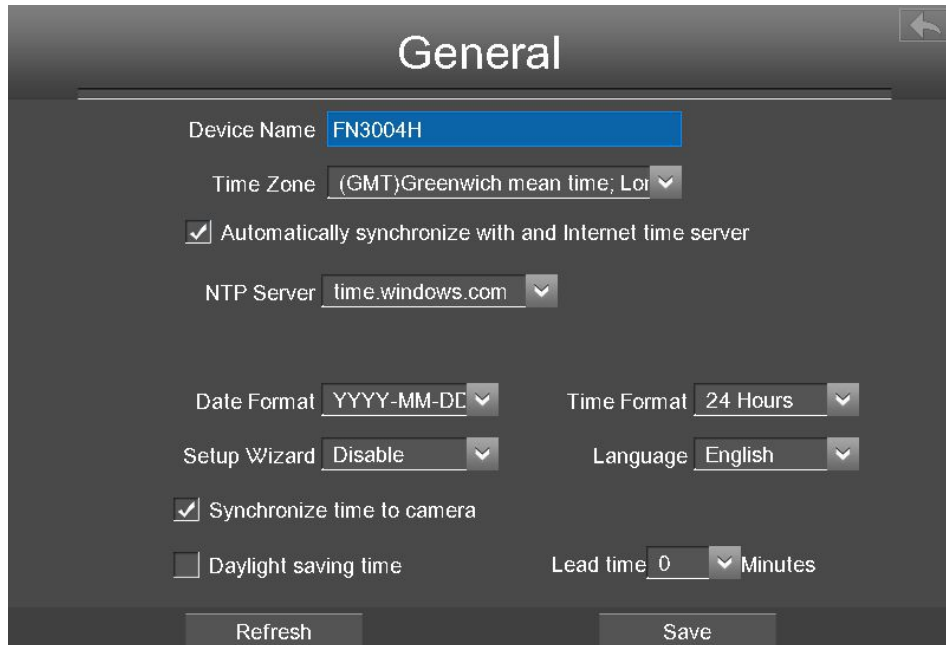 General
Device Name FN3004H
Time Zone (GMT)Greenwich mean time;
Automatically synchronize with and Internet time server
NTP Server time.windows.com
Date Format YYYY-MM-DD Time Format 24 Hours
Setup Wizard Disable Language English
Synchronize time to camera
Daylight saving time Lead time 0 Minutes
Refresh Save